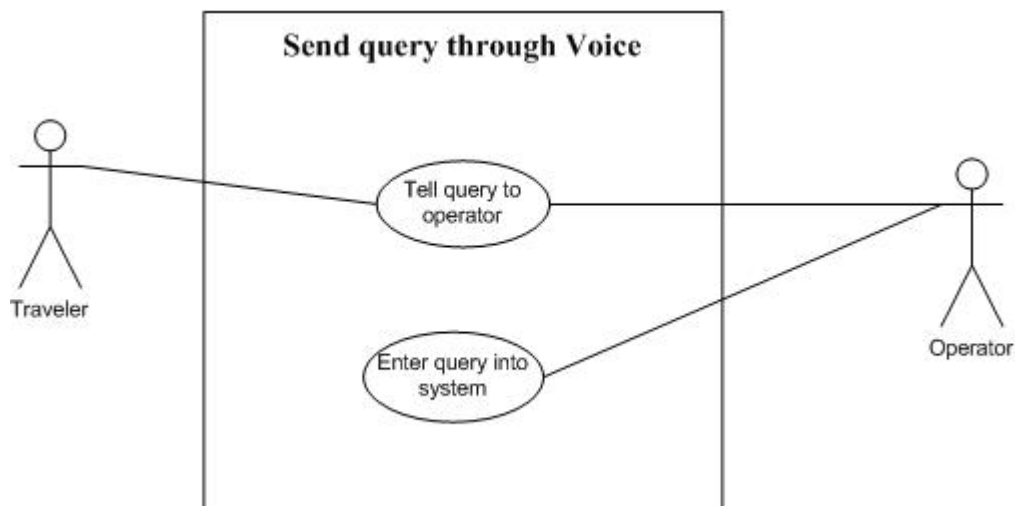 Send query through Voice
Tell query to
operator
Traveler
Enter query into
system
Operator